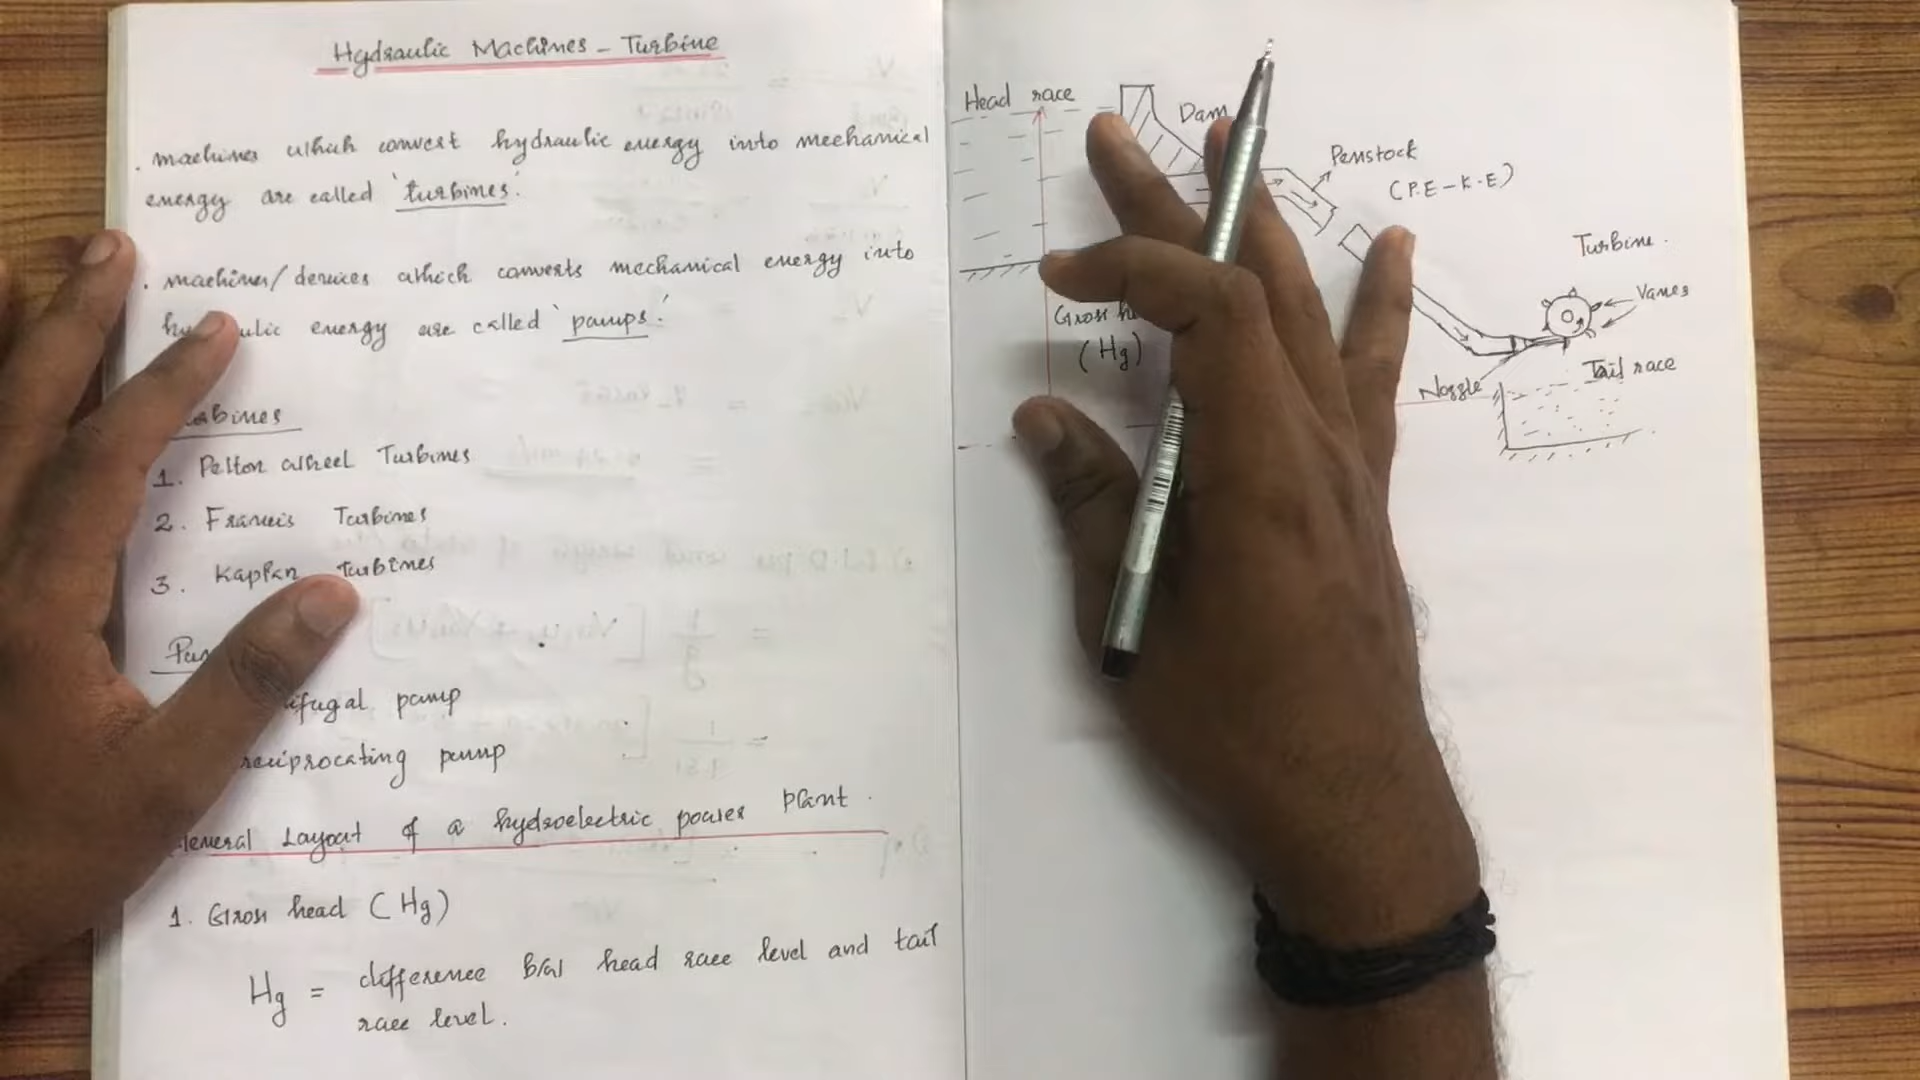 Hydraulic Machines - Turbine
. machines which convert hydraulic energy into mechanical
energy are called 'turbines'.
. machines/devices which converts mechanical energy into
energy are called 'pumps'.
1. Pelton wheel Turbines
2. Francis Turbines
3. Kaplan Turbines
pump
reciprocating pump
General Layout of a hydroelectric power plant.
1. Gross head (Hg)
Hg = difference b/w head race level and tail
race level.
Head race
Dam
Penstock
(P.E - K.E)
Turbine.
Vanes
Gross
(Hg)
Nozzle
Tail race